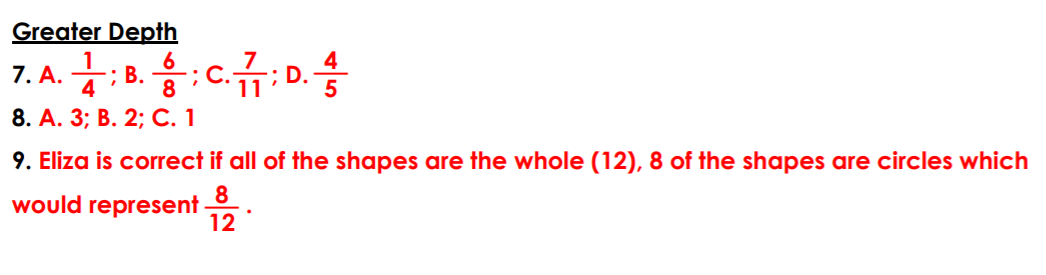 Greater Depth
7. A. 1/4; B. 6/8; C. 7/11; D. 4/5
8. A. 3; B. 2; C. 1
9. Eliza is correct if all of the shapes are the whole (12), 8 of the shapes are circles which
would represent 8/12.